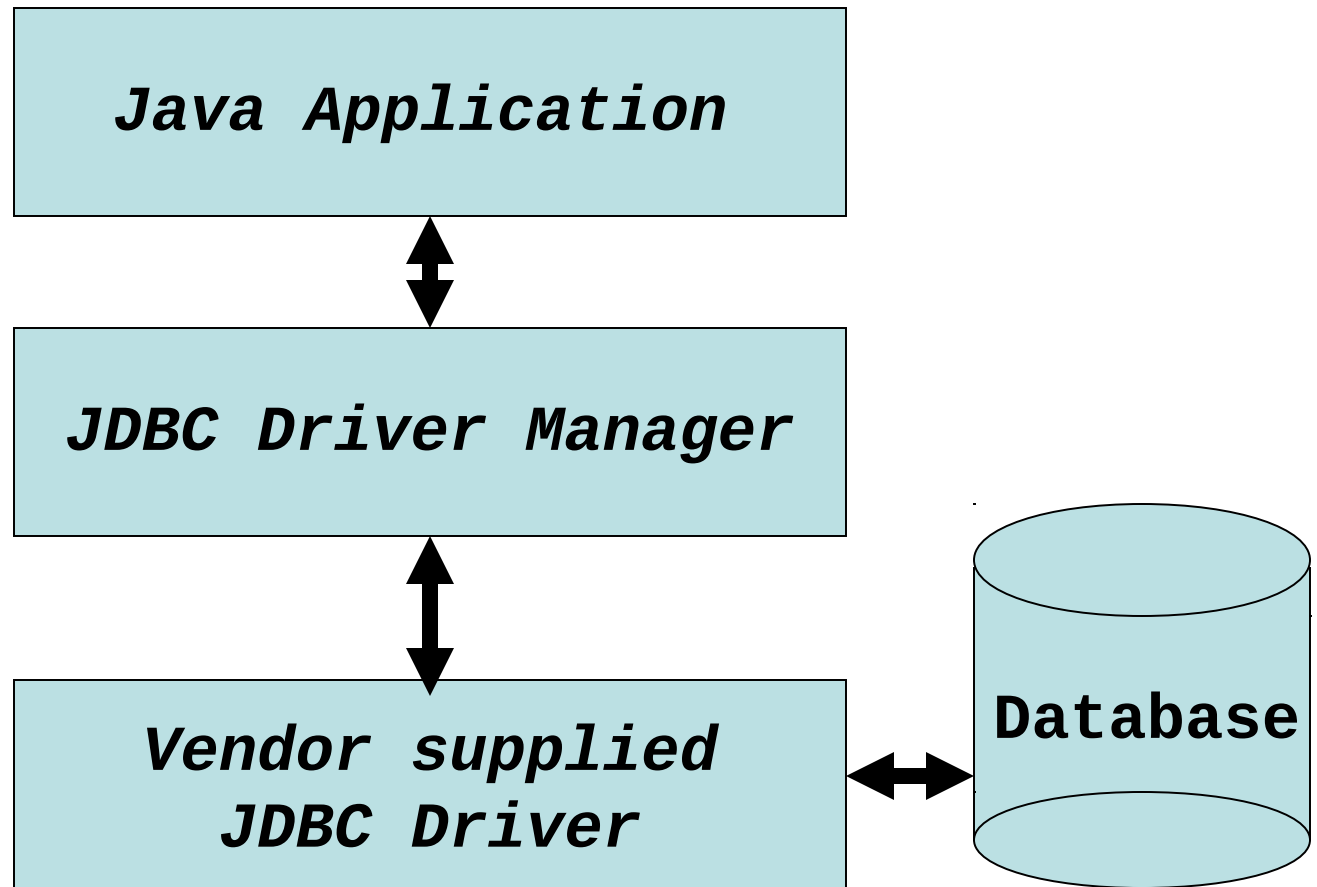 Java Application
JDBC Driver Manager
Vendor supplied
JDBC Driver
Database